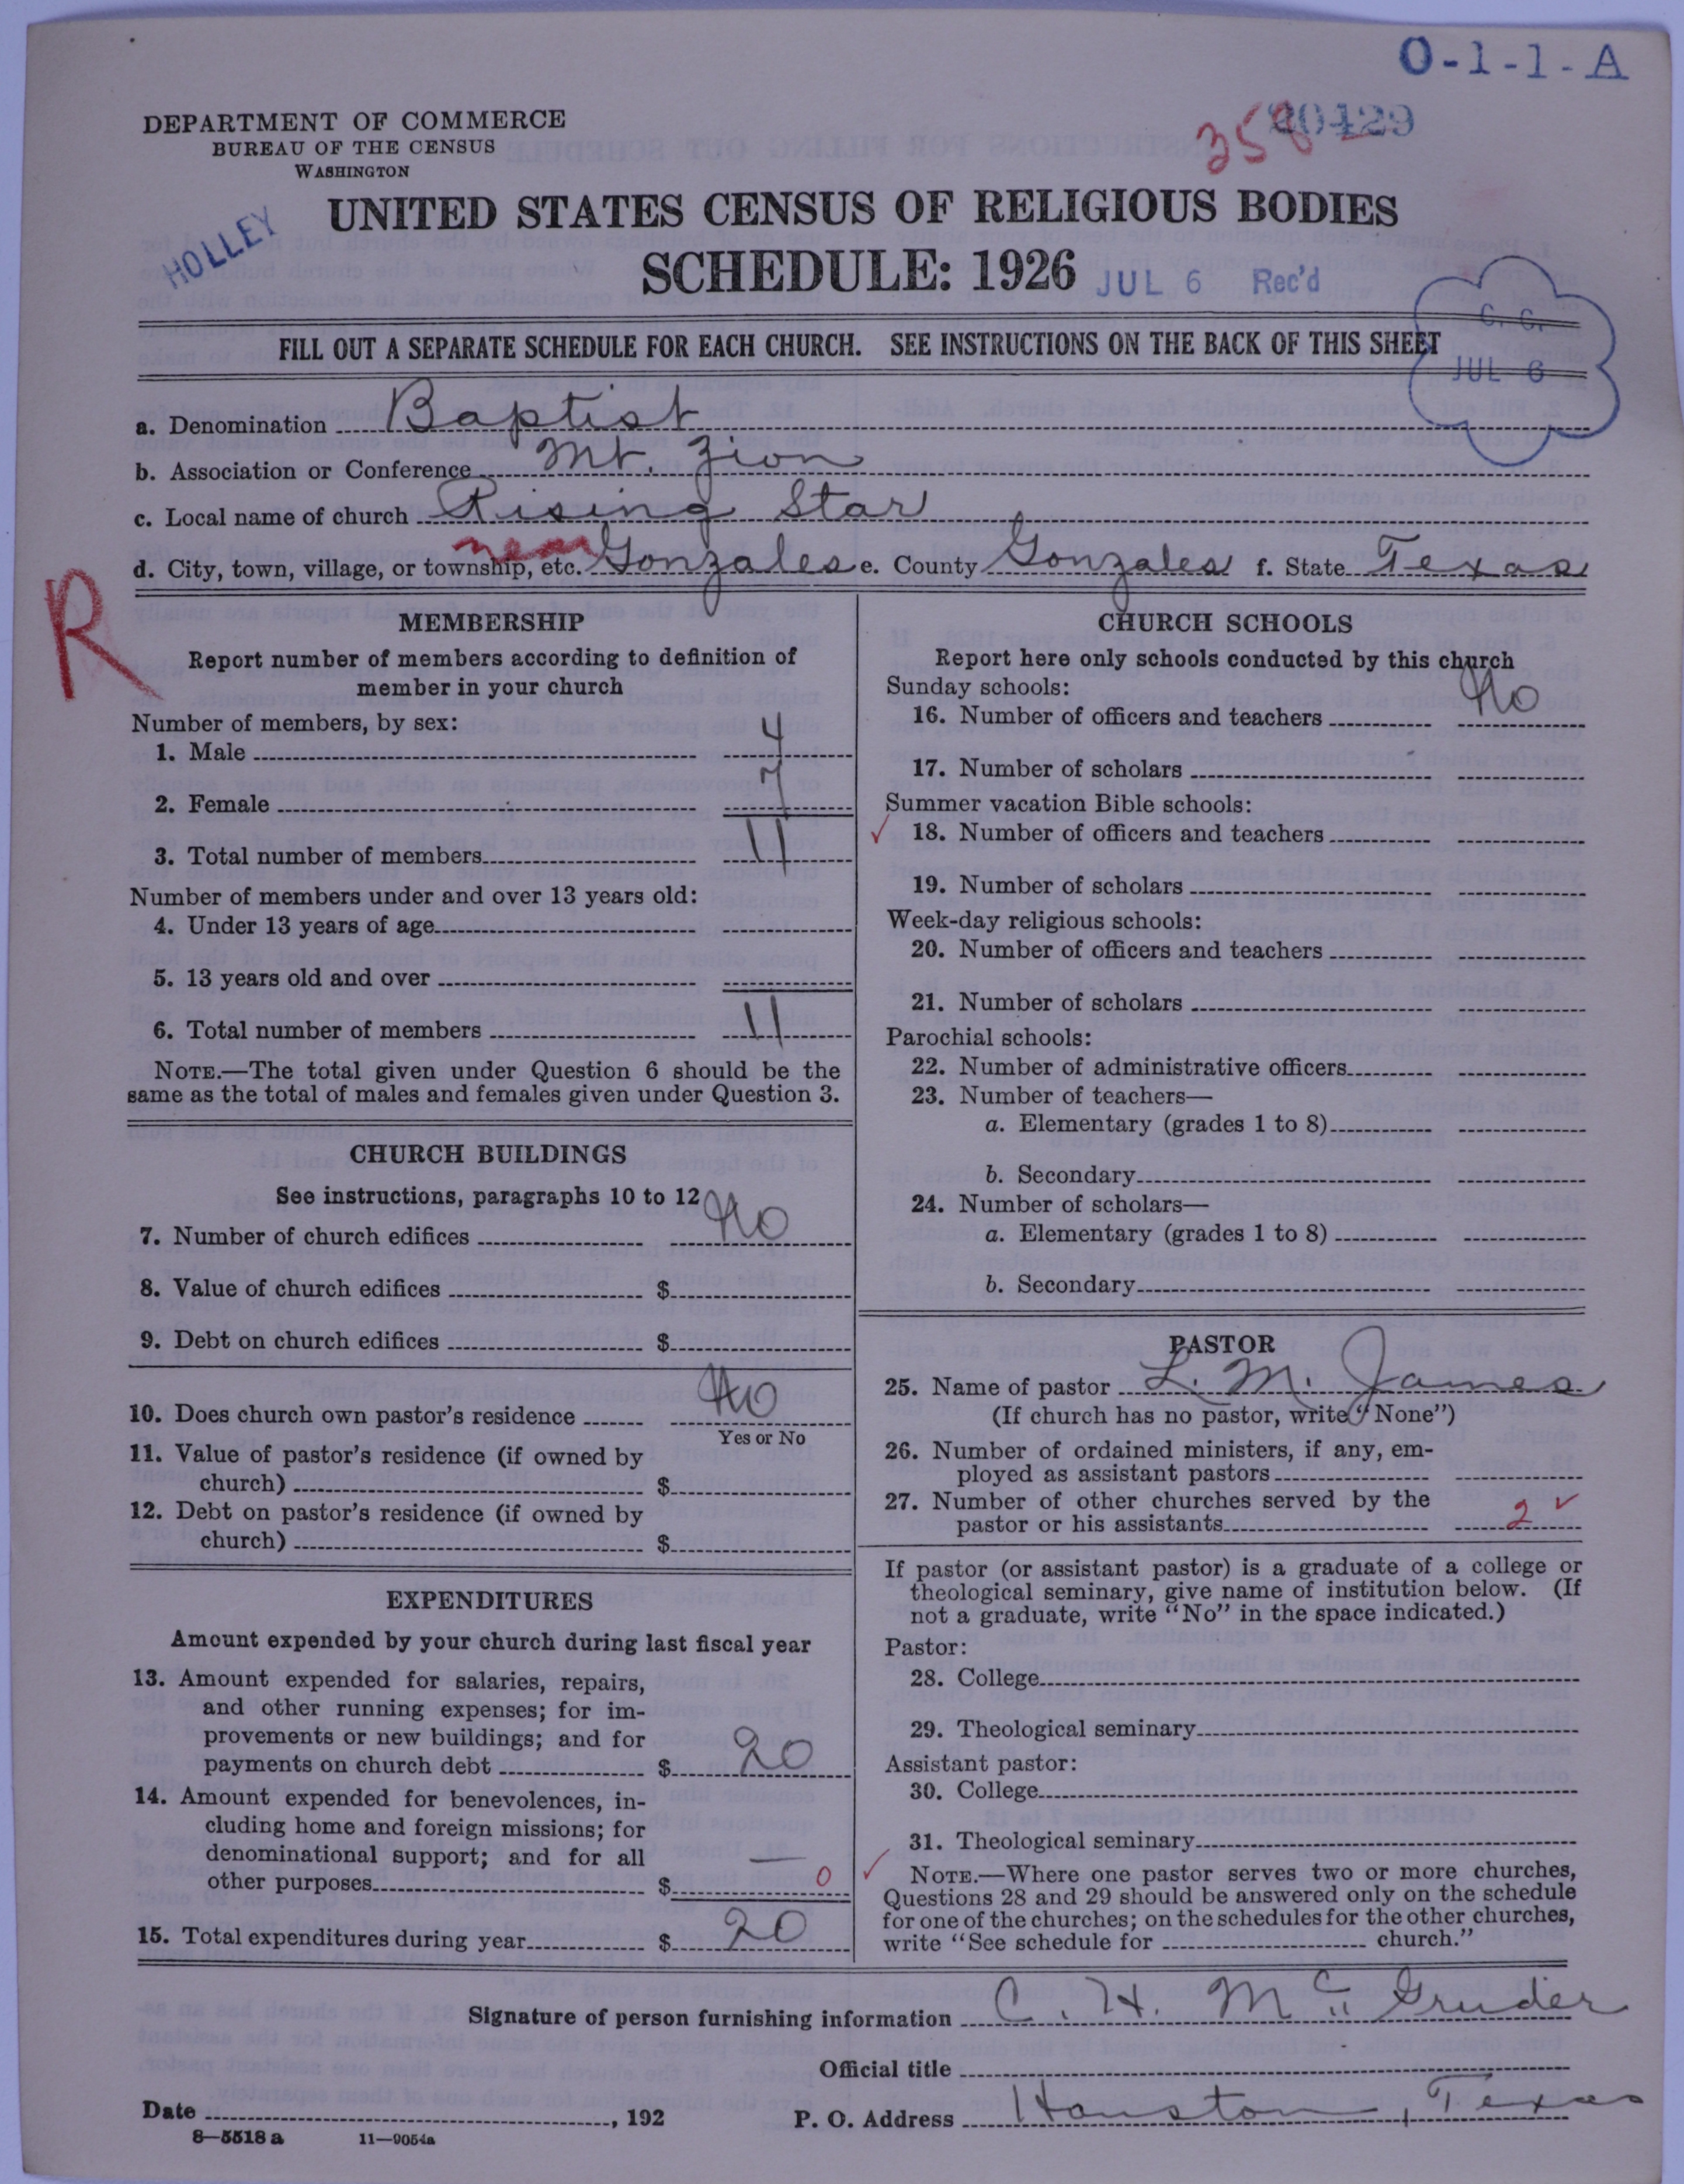 O-1-1-A
DEPARTMENT OF COMMERCE
BUREAU OF THE CENSUS
WASHINGTON
HOLLEY
UNITED STATES CENSUS OF RELIGIOUS BODIES
SCHEDULE: 1926 JUL 6 Rec'd
C. C.
JUL 6
FILL OUT A SEPARATE SCHEDULE FOR EACH CHURCH. SEE INSTRUCTIONS ON THE BACK OF THIS SHEET
a. Denomination Baptist
b. Association or Conference Mt. Zion
c. Local name of church Rising Star
d. City, town, village, or township, etc. near Gonzales e. County Gonzales f. State Texas
R
MEMBERSHIP
Report number of members according to definition of
member in your church
Number of members, by sex:
1. Male 4
2. Female 7
3. Total number of members 11
Number of members under and over 13 years old:
4. Under 13 years of age
5. 13 years old and over
6. Total number of members 11
NOTE.—The total given under Question 6 should be the
same as the total of males and females given under Question 3.
CHURCH BUILDINGS
See instructions, paragraphs 10 to 12
7. Number of church edifices No
8. Value of church edifices $
9. Debt on church edifices $
10. Does church own pastor's residence No
Yes or No
11. Value of pastor's residence (if owned by
church) $
12. Debt on pastor's residence (if owned by
church) $
EXPENDITURES
Amount expended by your church during last fiscal year
13. Amount expended for salaries, repairs,
and other running expenses; for im-
provements or new buildings; and for
payments on church debt $ 20
14. Amount expended for benevolences, in-
cluding home and foreign missions; for
denominational support; and for all —
other purposes $ 0
15. Total expenditures during year $ 20
CHURCH SCHOOLS
Report here only schools conducted by this church
Sunday schools:
16. Number of officers and teachers No
17. Number of scholars
Summer vacation Bible schools:
✓ 18. Number of officers and teachers
19. Number of scholars
Week-day religious schools:
20. Number of officers and teachers
21. Number of scholars
Parochial schools:
22. Number of administrative officers
23. Number of teachers—
a. Elementary (grades 1 to 8)
b. Secondary
24. Number of scholars—
a. Elementary (grades 1 to 8)
b. Secondary
PASTOR
25. Name of pastor L. M. James
(If church has no pastor, write "None")
26. Number of ordained ministers, if any, em-
ployed as assistant pastors
27. Number of other churches served by the
pastor or his assistants 2 ✓
If pastor (or assistant pastor) is a graduate of a college or
theological seminary, give name of institution below. (If
not a graduate, write "No" in the space indicated.)
Pastor:
28. College
29. Theological seminary
Assistant pastor:
30. College
31. Theological seminary
✓ NOTE.—Where one pastor serves two or more churches,
Questions 28 and 29 should be answered only on the schedule
for one of the churches; on the schedules for the other churches,
write "See schedule for church."
Signature of person furnishing information C. H. McGruder
Official title
Date , 192 P. O. Address Houston, Texas
8—5518 a 11—9054a